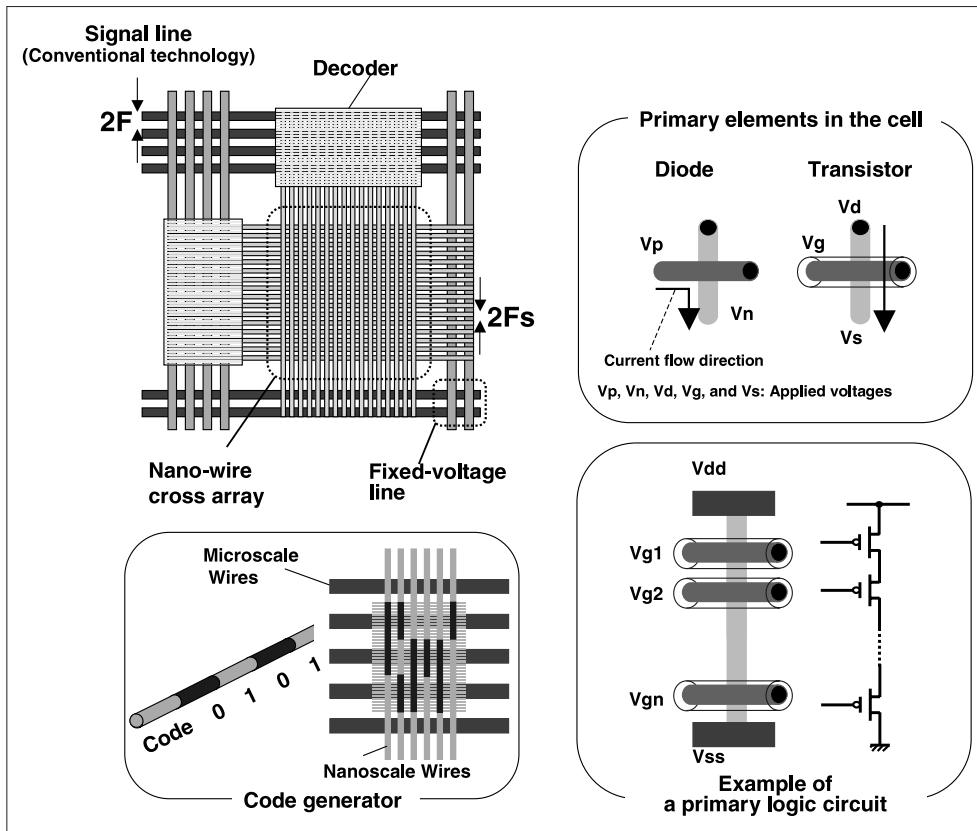 Signal line
(Conventional technology)
Decoder
2F
2Fs
Nano-wire
cross array
Fixed-voltage
line
Primary elements in the cell
Diode
Transistor
Vp
Vn
Vd
Vg
Vs
Current flow direction
Vp, Vn, Vd, Vg, and Vs: Applied voltages
Microscale
Wires
Code 0 1 0 1
Nanoscale Wires
Code generator
Vdd
Vg1
Vg2
Vgn
Vss
Example of
a primary logic circuit